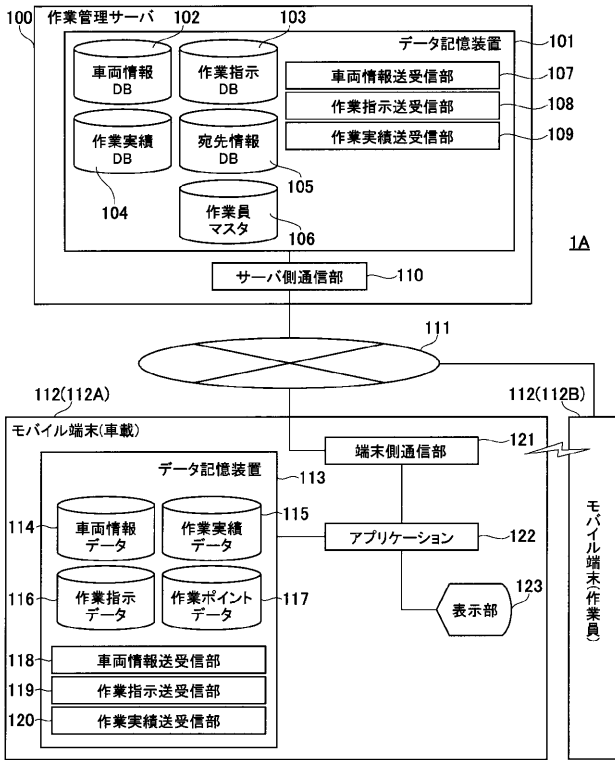 100
作業管理サーバ
102
103
データ記憶装置
101
車両情報
DB
作業指示
DB
車両情報送受信部
107
作業指示送受信部
108
作業実績送受信部
109
作業実績
DB
宛先情報
DB
104
105
作業員
マスタ
106
1A
サーバ側通信部
110
111
112(112A)
112(112B)
モバイル端末(車載)
端末側通信部
121
データ記憶装置
113
114
車両情報
データ
作業実績
データ
115
アプリケーション
122
116
作業指示
データ
作業ポイント
データ
117
表示部
123
モバイル端末(作業員)
118
車両情報送受信部
119
作業指示送受信部
120
作業実績送受信部